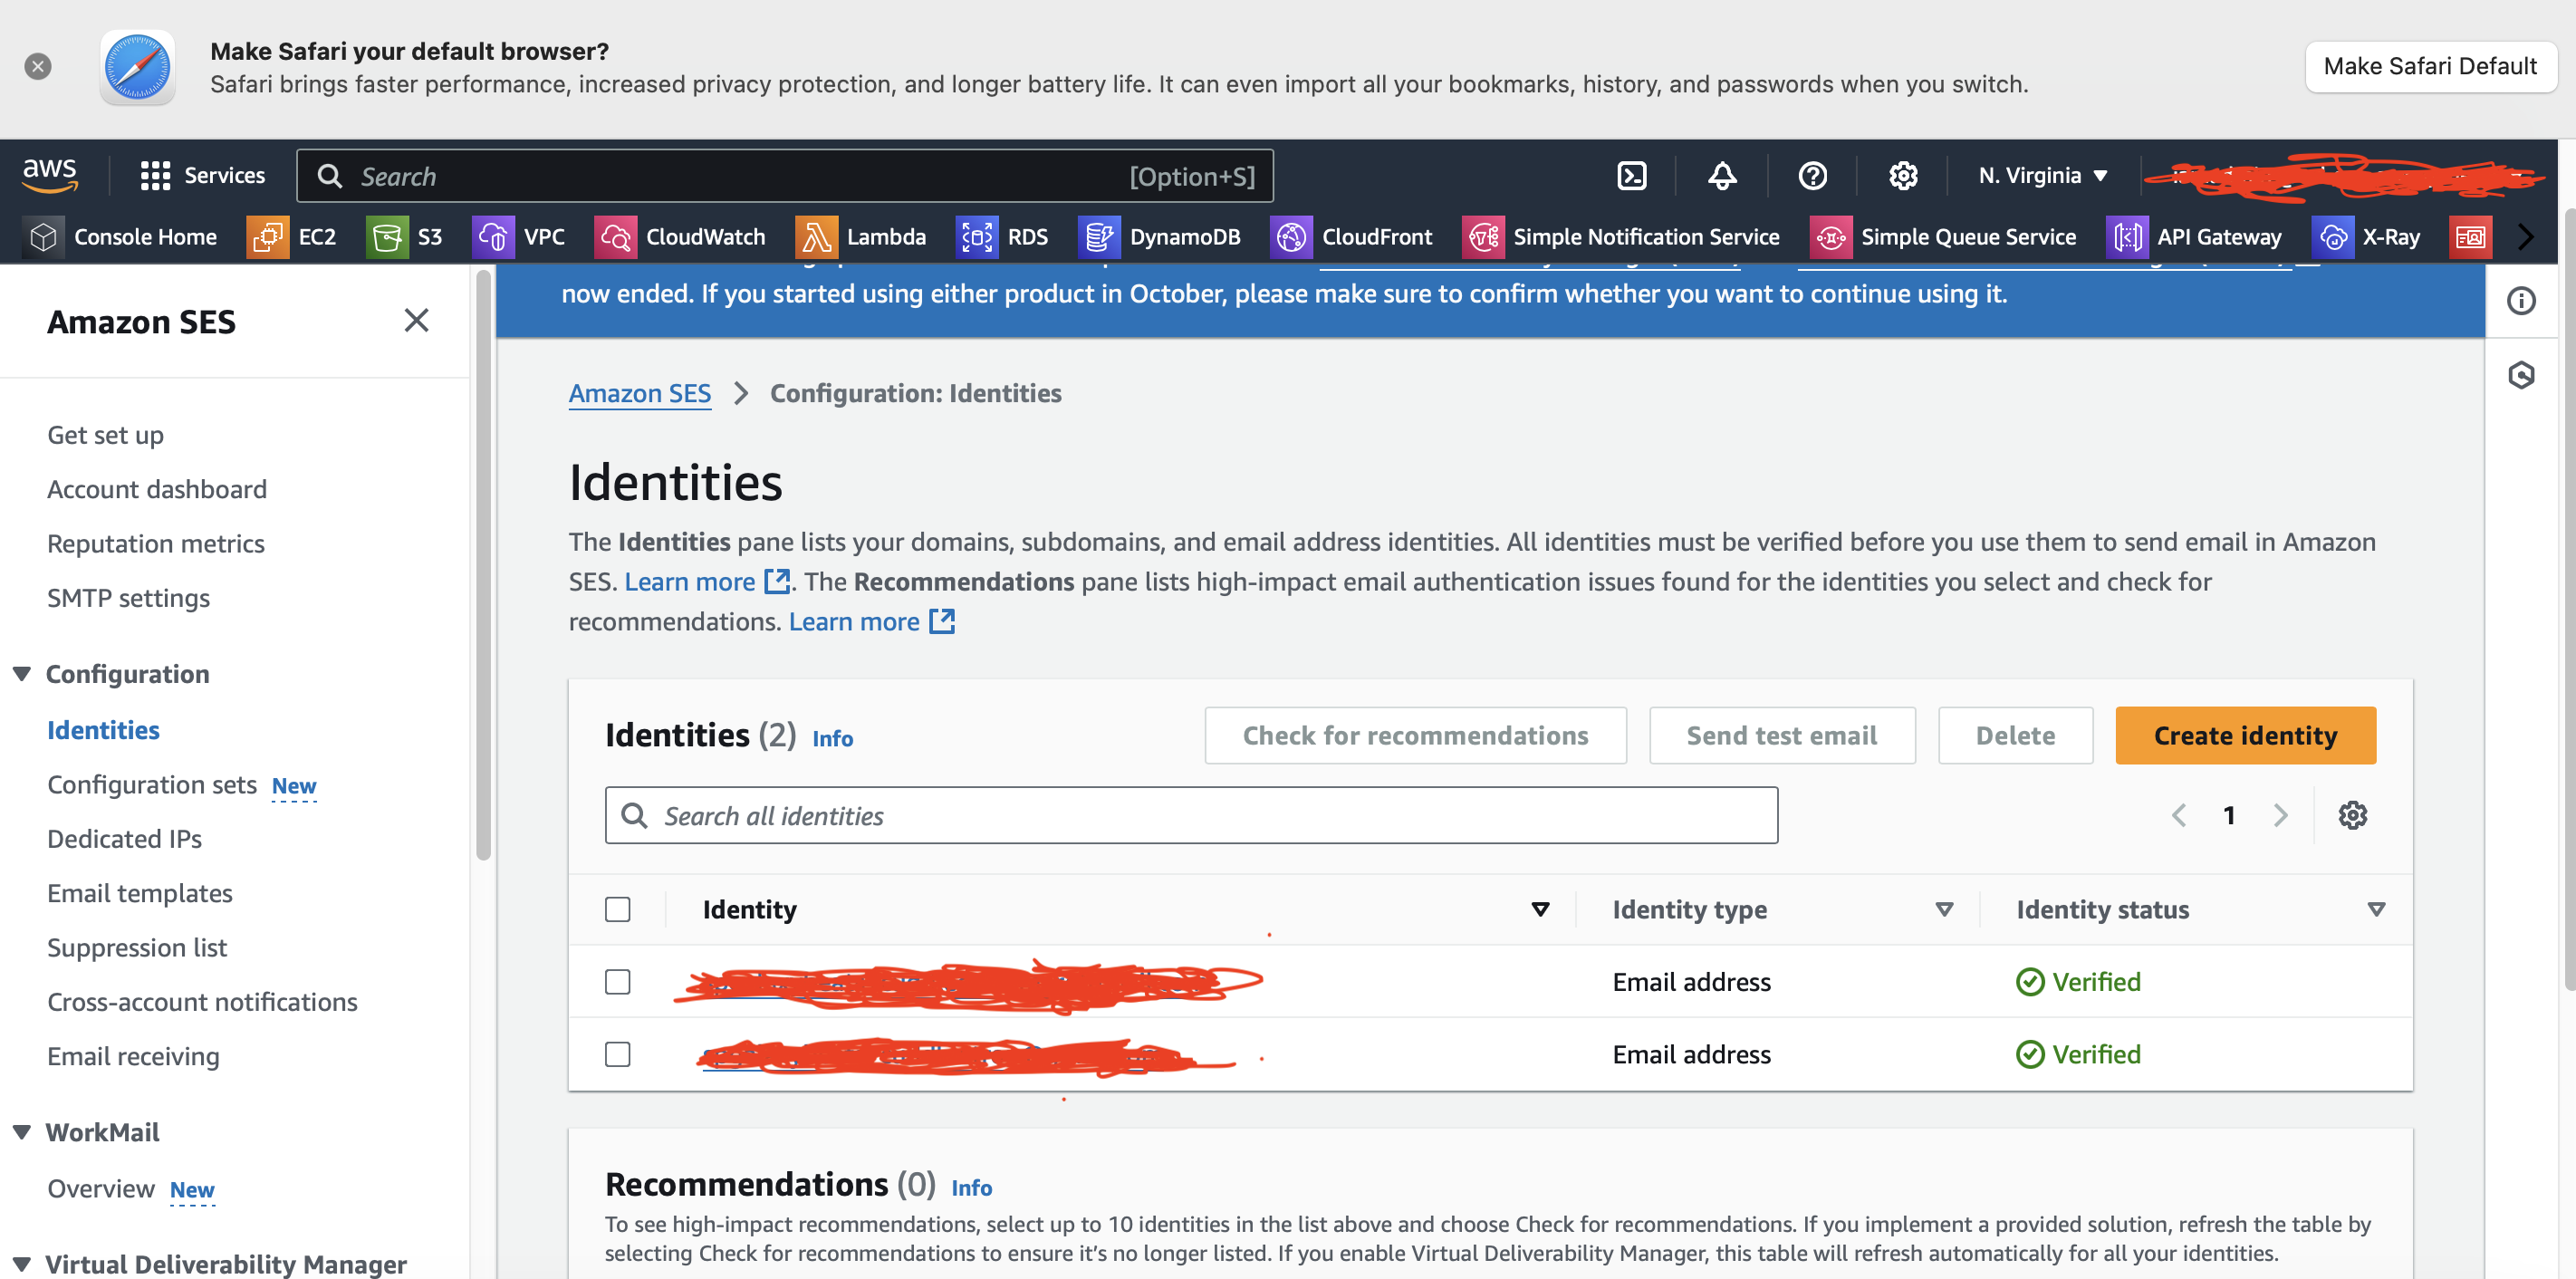 Make Safari your default browser?
Safari brings faster performance, increased privacy protection, and longer battery life. It can even import all your bookmarks, history, and passwords when you switch.
Make Safari Default
aws
Services
Search
[Option+S]
N. Virginia
Console Home
EC2
S3
VPC
CloudWatch
Lambda
RDS
DynamoDB
CloudFront
Simple Notification Service
Simple Queue Service
API Gateway
X-Ray
Amazon SES
Get set up
Account dashboard
Reputation metrics
SMTP settings
Configuration
Identities
Configuration sets New
Dedicated IPs
Email templates
Suppression list
Cross-account notifications
Email receiving
WorkMail
Overview New
Virtual Deliverability Manager
now ended. If you started using either product in October, please make sure to confirm whether you want to continue using it.
Amazon SES > Configuration: Identities
Identities
The Identities pane lists your domains, subdomains, and email address identities. All identities must be verified before you use them to send email in Amazon
SES. Learn more. The Recommendations pane lists high-impact email authentication issues found for the identities you select and check for
recommendations. Learn more
Identities (2) Info
Check for recommendations
Send test email
Delete
Create identity
Search all identities
1
Identity
Identity type
Identity status
Email address
Verified
Email address
Verified
Recommendations (0) Info
To see high-impact recommendations, select up to 10 identities in the list above and choose Check for recommendations. If you implement a provided solution, refresh the table by
selecting Check for recommendations to ensure it's no longer listed. If you enable Virtual Deliverability Manager, this table will refresh automatically for all your identities.